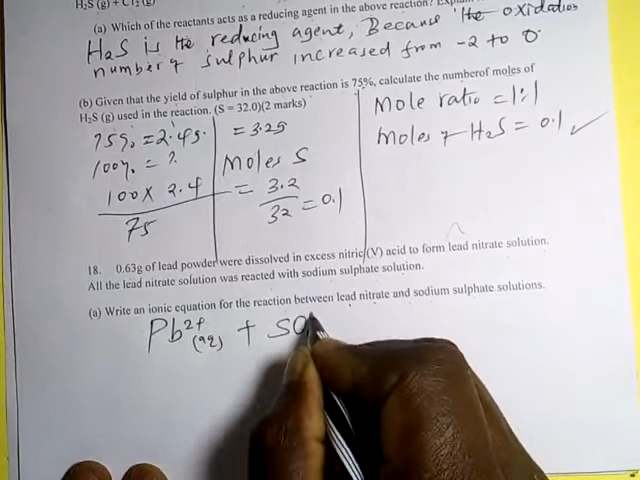 H₂S (g) + Cl₂ (g)
(a) Which of the reactants acts as a reducing agent in the above reaction?
H₂S is the reducing agent, Because the oxidation
number of sulphur increased from -2 to 0.
(b) Given that the yield of sulphur in the above reaction is 75%, calculate the numberof moles of
H₂S (g) used in the reaction. (S = 32.0)(2 marks)
75% = 2.4g.
100% = ?
100 X 2.4
75
= 3.2g
Moles S
= 3.2
32 = 0.1
Mole ratio = 1:1
Moles of H₂S = 0.1 ✓
18. 0.63g of lead powder were dissolved in excess nitric (V) acid to form lead nitrate solution.
All the lead nitrate solution was reacted with sodium sulphate solution.
(a) Write an ionic equation for the reaction between lead nitrate and sodium sulphate solutions.
Pb²⁺(aq) + SO